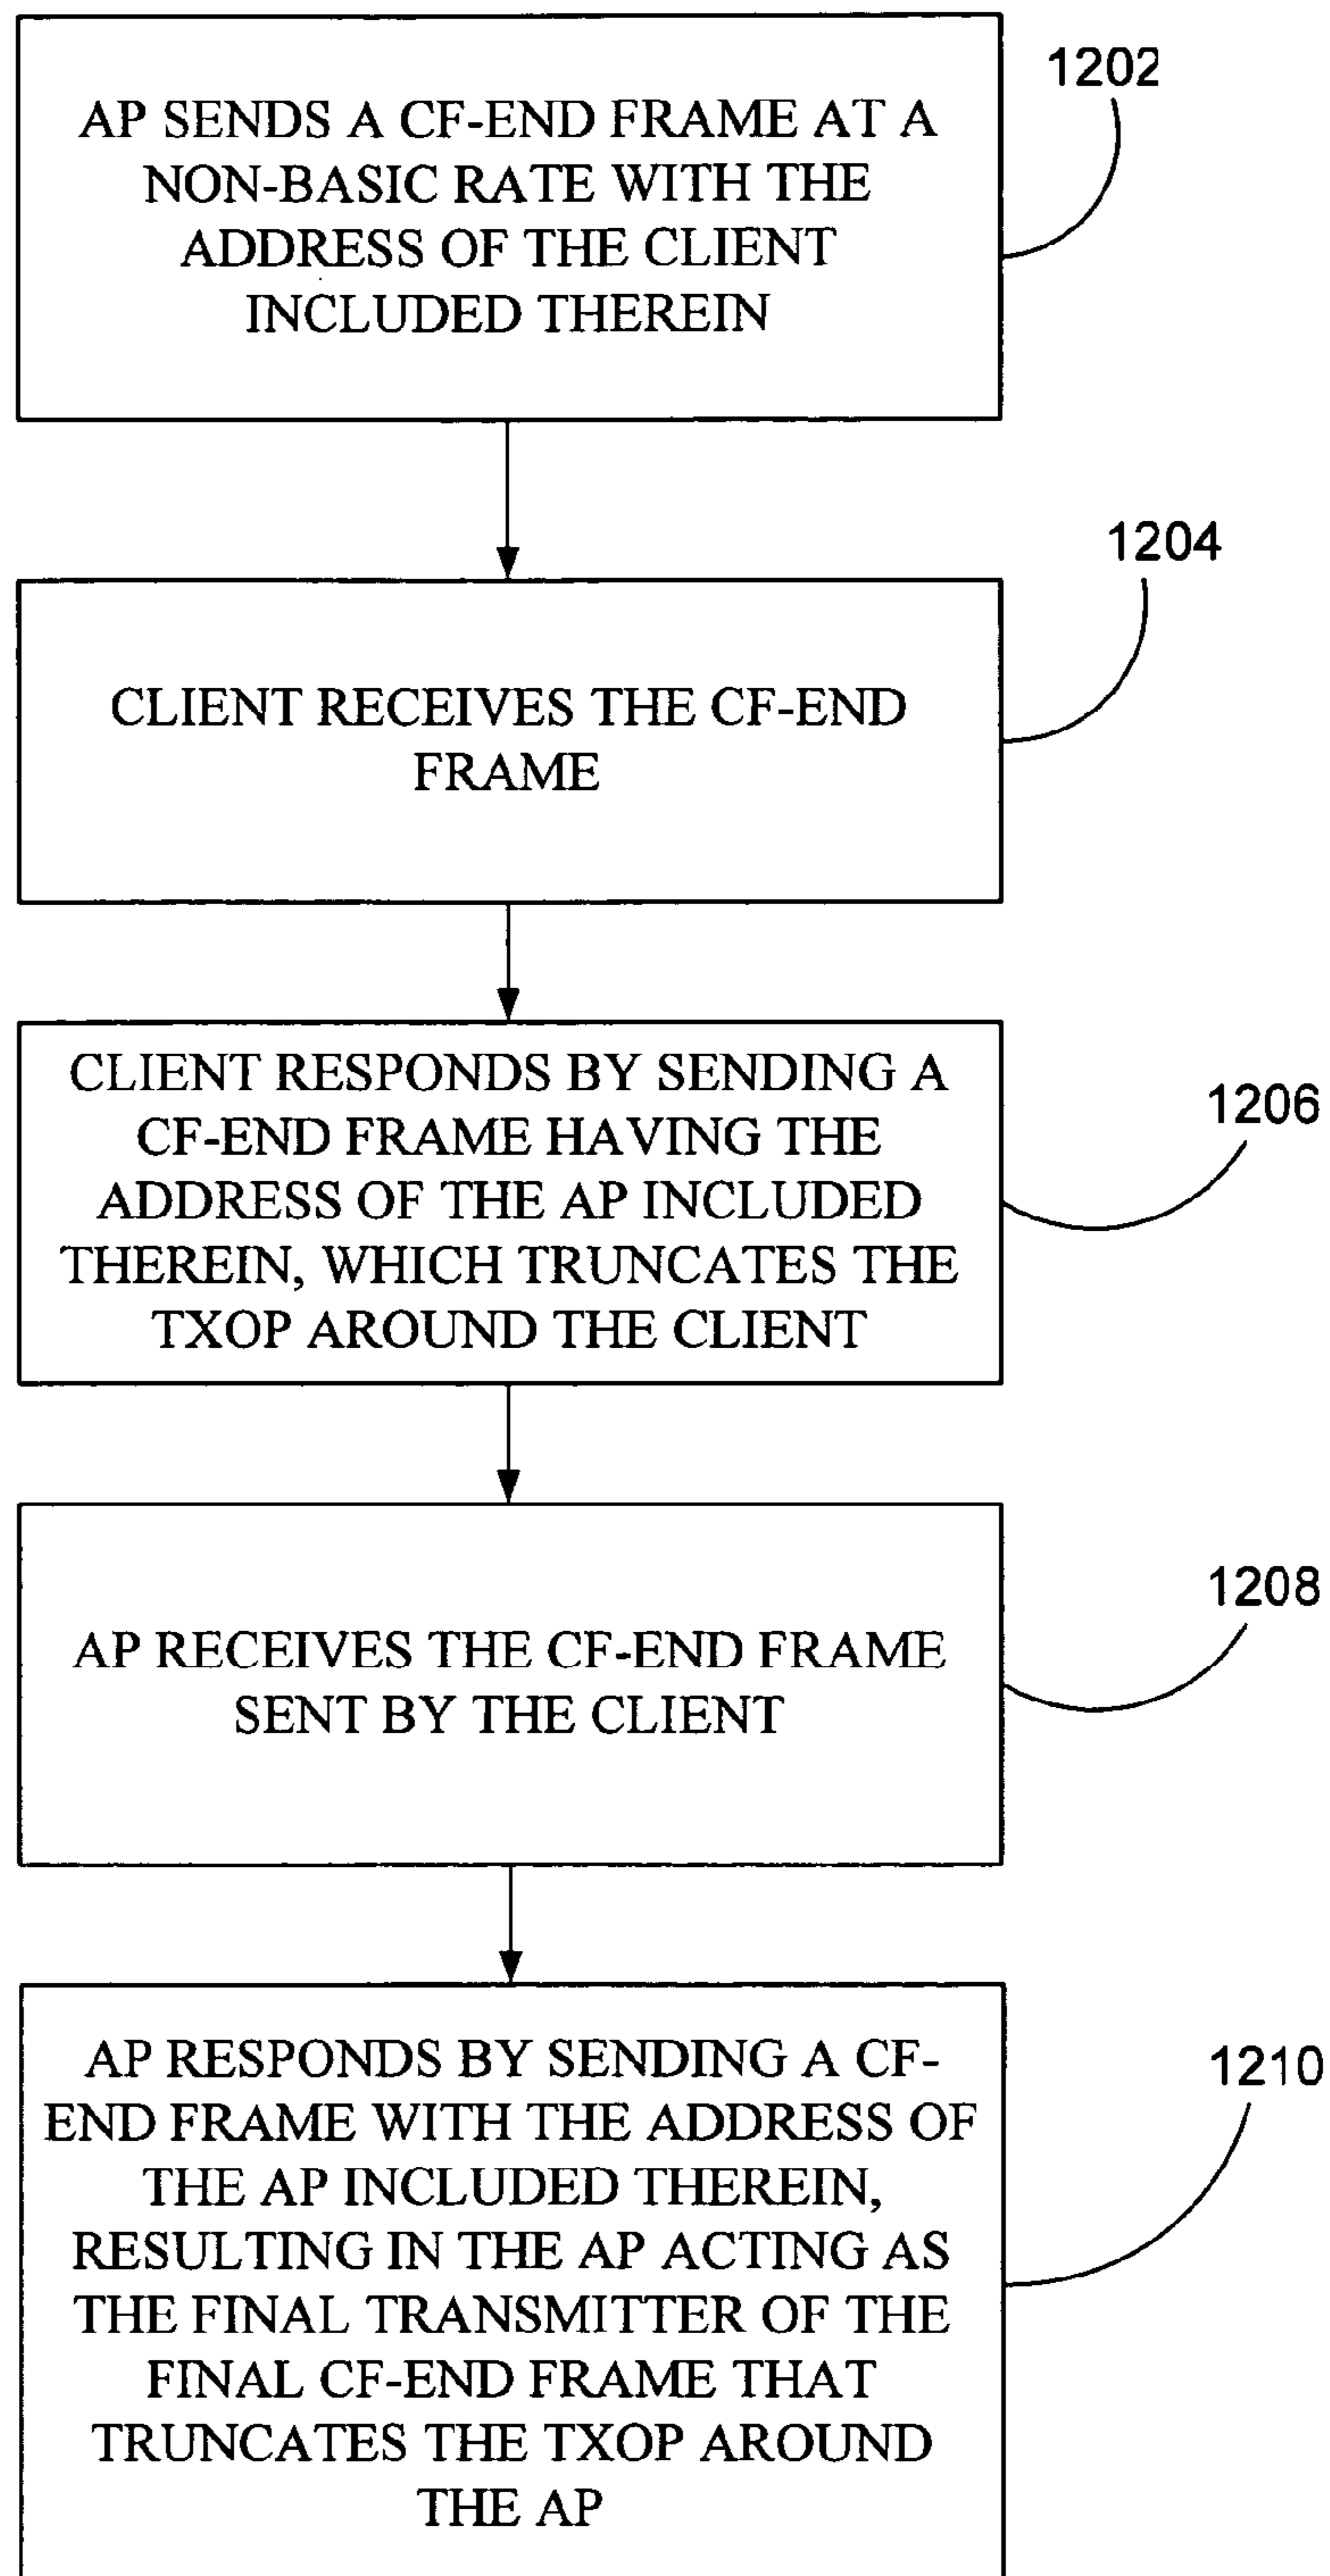 AP SENDS A CF-END FRAME AT A
NON-BASIC RATE WITH THE
ADDRESS OF THE CLIENT
INCLUDED THEREIN
1202
CLIENT RECEIVES THE CF-END
FRAME
1204
CLIENT RESPONDS BY SENDING A
CF-END FRAME HAVING THE
ADDRESS OF THE AP INCLUDED
THEREIN, WHICH TRUNCATES THE
TXOP AROUND THE CLIENT
1206
AP RECEIVES THE CF-END FRAME
SENT BY THE CLIENT
1208
AP RESPONDS BY SENDING A CF-
END FRAME WITH THE ADDRESS OF
THE AP INCLUDED THEREIN,
RESULTING IN THE AP ACTING AS
THE FINAL TRANSMITTER OF THE
FINAL CF-END FRAME THAT
TRUNCATES THE TXOP AROUND
THE AP
1210